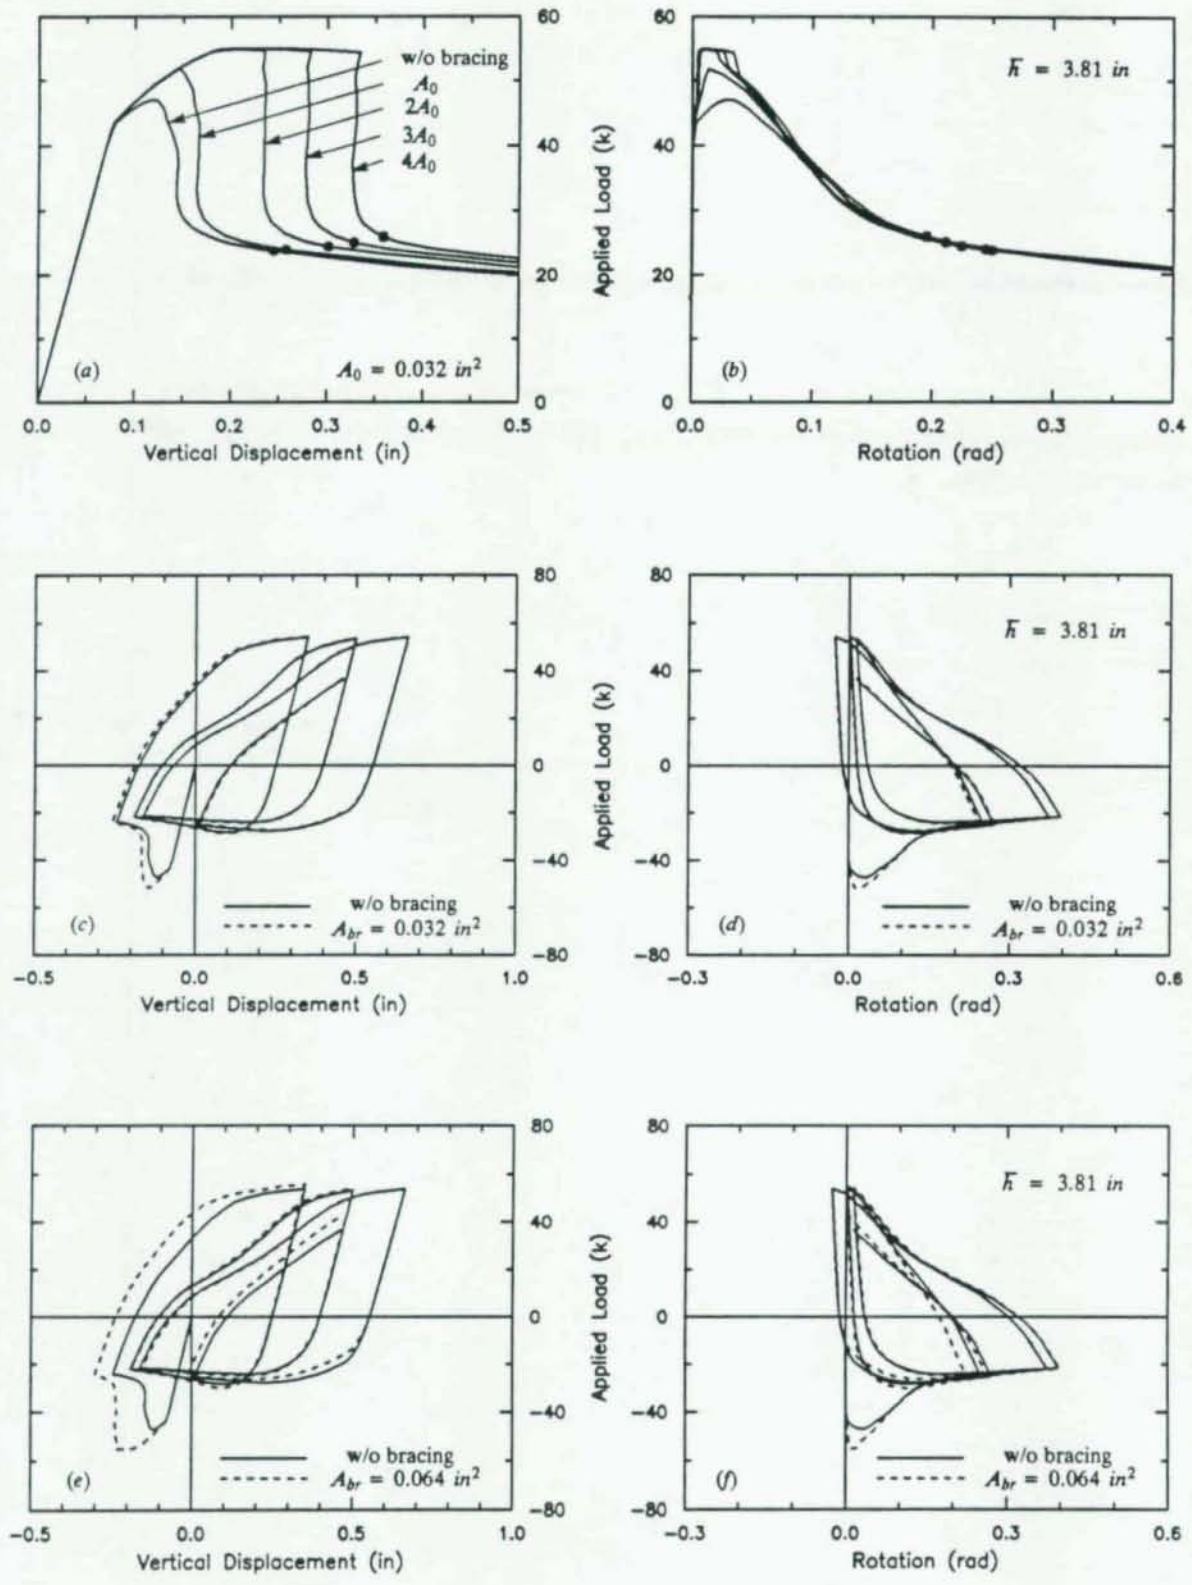 60
40
20
0
Applied Load (k)
w/o bracing
A₀
2A₀
3A₀
4A₀
(a)
A₀ = 0.032 in²
0.0 0.1 0.2 0.3 0.4 0.5
Vertical Displacement (in)
60
40
20
0
Applied Load (k)
h̄ = 3.81 in
(b)
0.0 0.1 0.2 0.3 0.4
Rotation (rad)
80
40
0
-40
-80
Applied Load (k)
(c)
w/o bracing
A_br = 0.032 in²
-0.5 0.0 0.5 1.0
Vertical Displacement (in)
80
40
0
-40
-80
h̄ = 3.81 in
(d)
w/o bracing
A_br = 0.032 in²
-0.3 0.0 0.3 0.6
Rotation (rad)
80
40
0
-40
-80
Applied Load (k)
(e)
w/o bracing
A_br = 0.064 in²
-0.5 0.0 0.5 1.0
Vertical Displacement (in)
80
40
0
-40
-80
h̄ = 3.81 in
(f)
w/o bracing
A_br = 0.064 in²
-0.3 0.0 0.3 0.6
Rotation (rad)